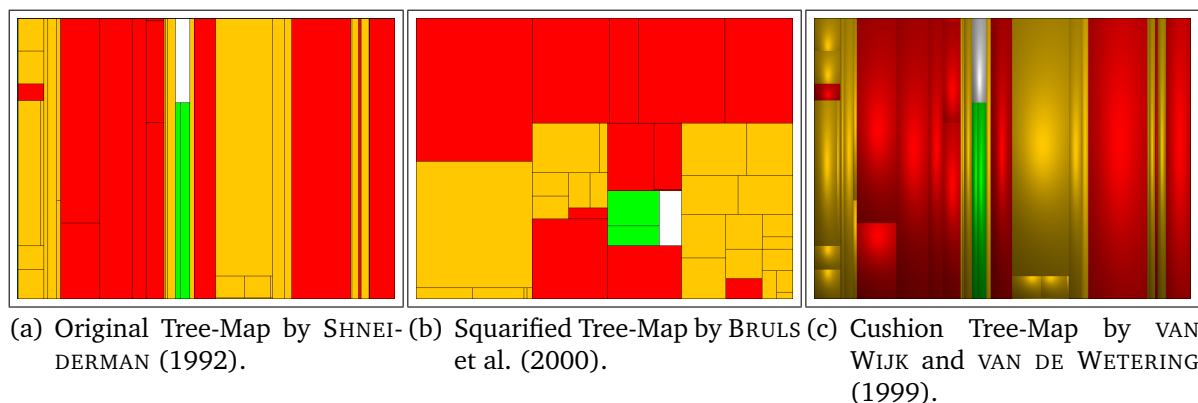 (a) Original Tree-Map by SHNEI-
DERMAN (1992).
(b) Squarified Tree-Map by BRULS
et al. (2000).
(c) Cushion Tree-Map by VAN
WIJK and VAN DE WETERING
(1999).